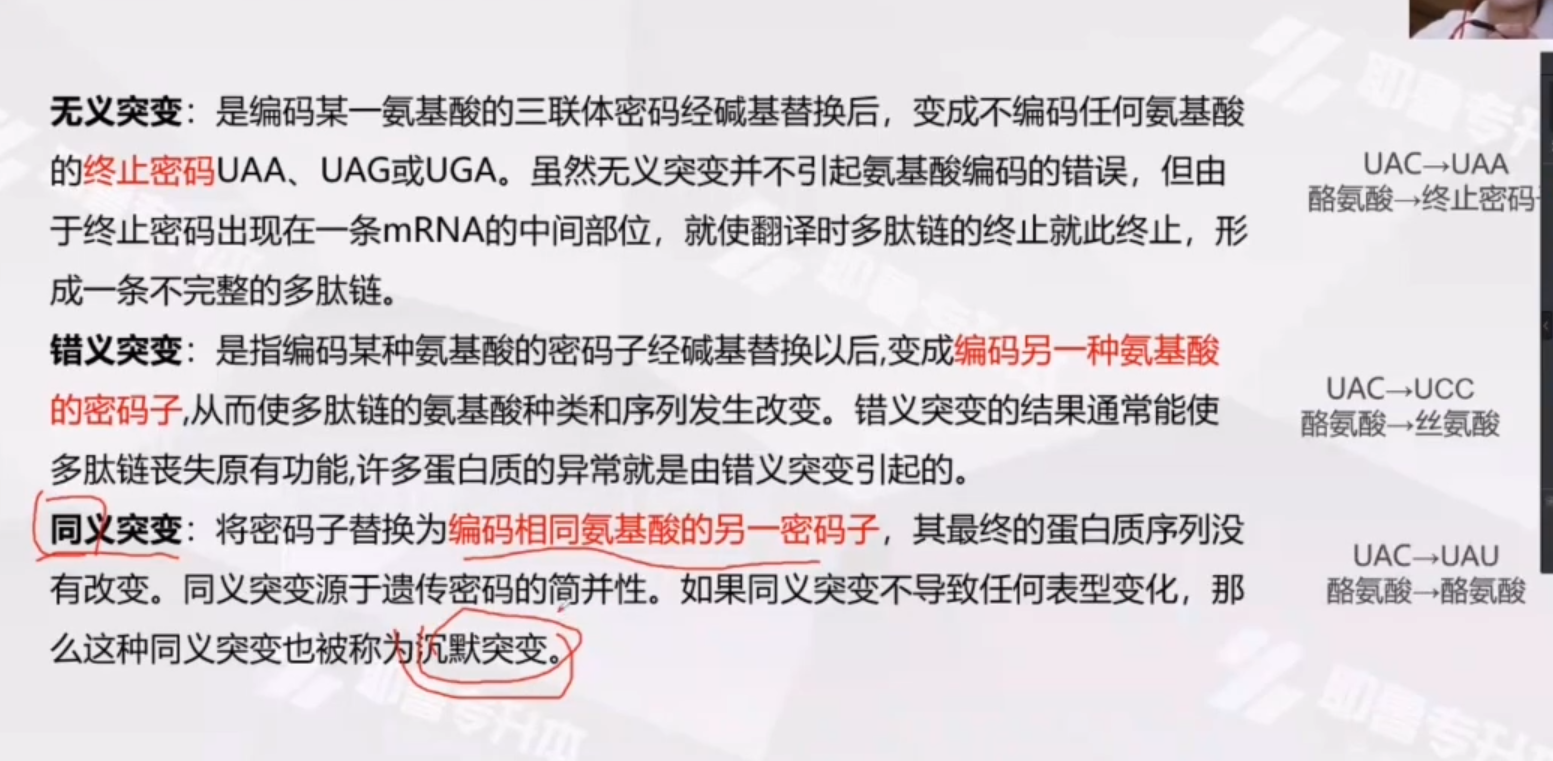 无义突变：是编码某一氨基酸的三联体密码经碱基替换后，变成不编码任何氨基酸
的终止密码UAA、UAG或UGA。虽然无义突变并不引起氨基酸编码的错误，但由
于终止密码出现在一条mRNA的中间部位，就使翻译时多肽链的终止就此终止，形
成一条不完整的多肽链。
UAC→UAA
酪氨酸→终止密码
错义突变：是指编码某种氨基酸的密码子经碱基替换以后,变成编码另一种氨基酸
的密码子,从而使多肽链的氨基酸种类和序列发生改变。错义突变的结果通常能使
多肽链丧失原有功能,许多蛋白质的异常就是由错义突变引起的。
UAC→UCC
酪氨酸→丝氨酸
同义突变：将密码子替换为编码相同氨基酸的另一密码子，其最终的蛋白质序列没
有改变。同义突变源于遗传密码的简并性。如果同义突变不导致任何表型变化，那
么这种同义突变也被称为沉默突变。
UAC→UAU
酪氨酸→酪氨酸